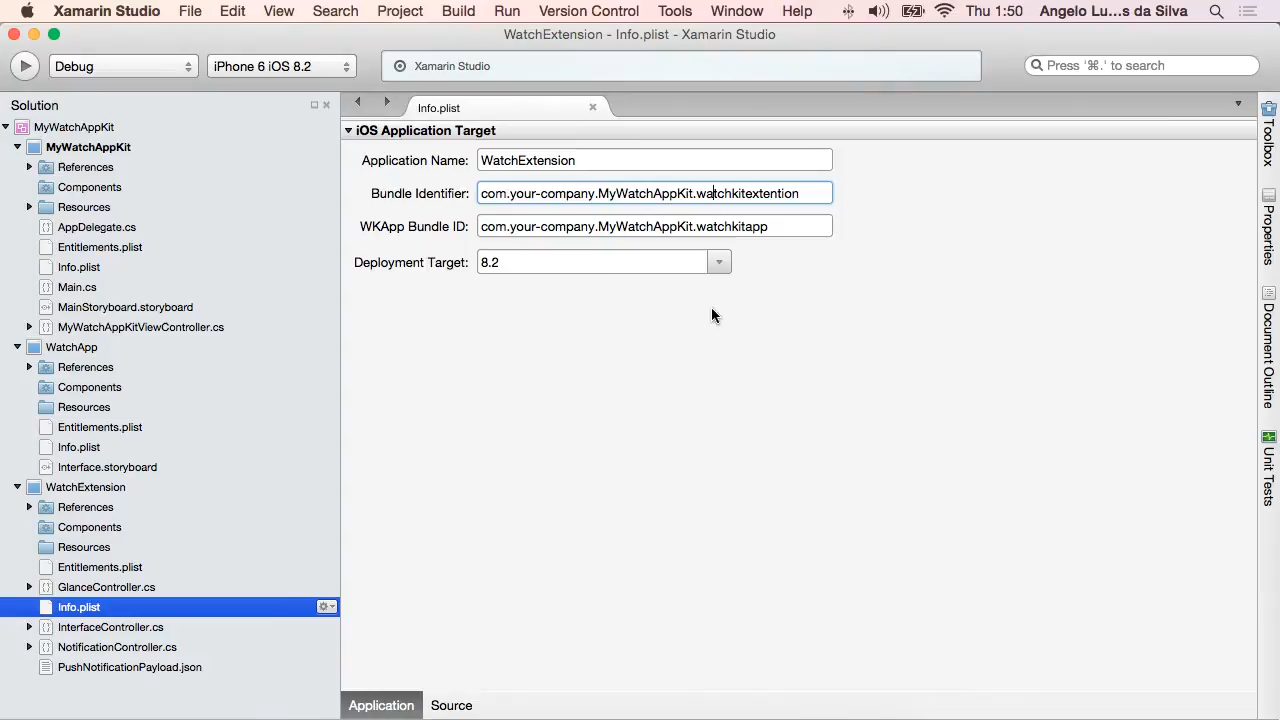 Xamarin Studio File Edit View Search Project Build Run Version Control Tools Window Help Thu 1:50 Angelo Lu...s da Silva
WatchExtension - Info.plist - Xamarin Studio
Debug iPhone 6 iOS 8.2 Xamarin Studio Press '⌘.' to search
Solution
MyWatchAppKit
MyWatchAppKit
References
Components
Resources
AppDelegate.cs
Entitlements.plist
Info.plist
Main.cs
MainStoryboard.storyboard
MyWatchAppKitViewController.cs
WatchApp
References
Components
Resources
Entitlements.plist
Info.plist
Interface.storyboard
WatchExtension
References
Components
Resources
Entitlements.plist
GlanceController.cs
Info.plist
InterfaceController.cs
NotificationController.cs
PushNotificationPayload.json
Info.plist
iOS Application Target
Application Name: WatchExtension
Bundle Identifier: com.your-company.MyWatchAppKit.watchkitextention
WKApp Bundle ID: com.your-company.MyWatchAppKit.watchkitapp
Deployment Target: 8.2
Application Source
Toolbox
Properties
Document Outline
Unit Tests